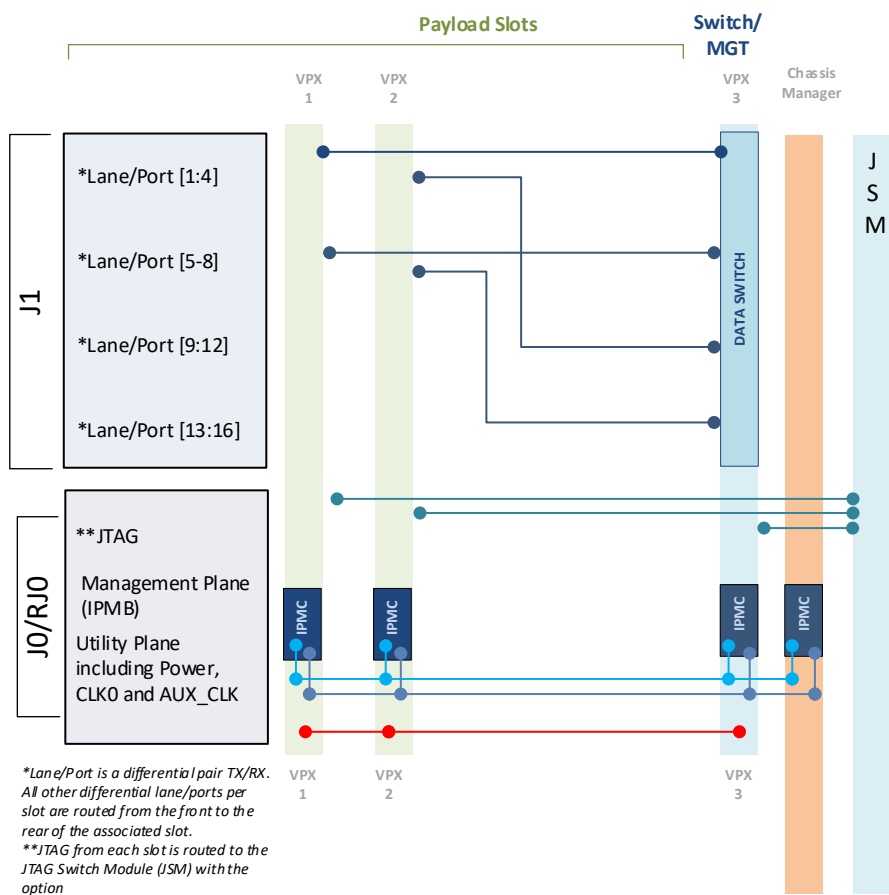 Payload Slots
Switch/
MGT
VPX
1
VPX
2
VPX
3
Chassis
Manager
J1
*Lane/Port [1:4]
*Lane/Port [5-8]
*Lane/Port [9:12]
*Lane/Port [13:16]
DATA SWITCH
J
S
M
J0/RJ0
**JTAG
Management Plane
(IPMB)
Utility Plane
including Power,
CLK0 and AUX_CLK
IPMC
IPMC
IPMC
IPMC
VPX
1
VPX
2
VPX
3
*Lane/Port is a differential pair TX/RX.
All other differential lane/ports per
slot are routed from the front to the
rear of the associated slot.
**JTAG from each slot is routed to the
JTAG Switch Module (JSM) with the
option